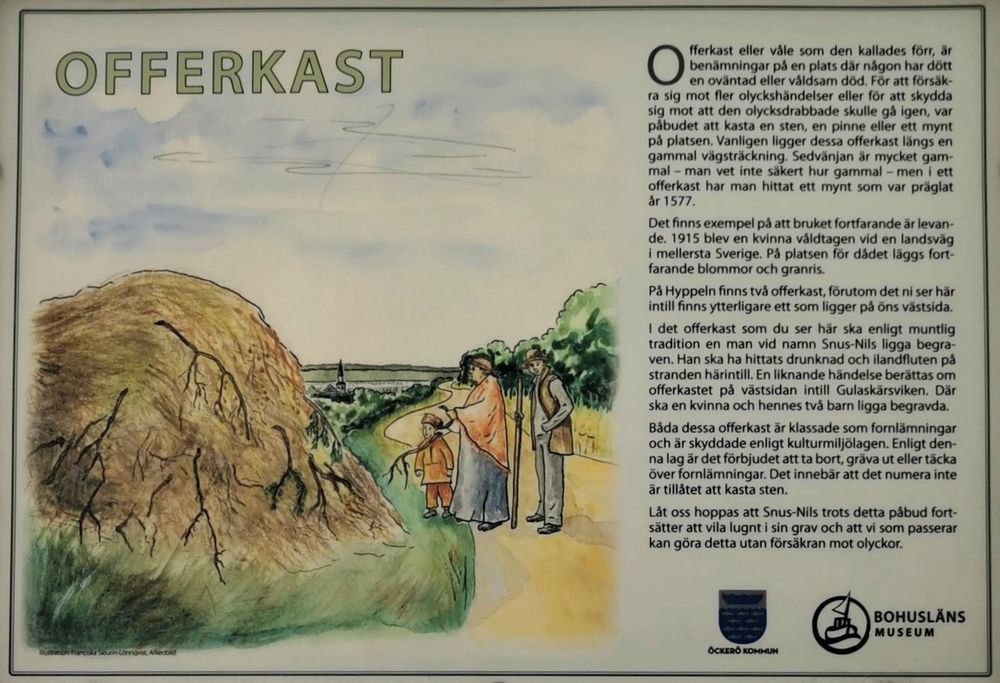 OFFERKAST
Offerkast eller våle som den kallades förr, är
benämningar på en plats där någon har dött
en oväntad eller våldsam död. För att försäk-
ra sig mot fler olyckshändelser eller för att skydda
sig mot att den olycksdrabbade skulle gå igen, var
påbudet att kasta en sten, en pinne eller ett mynt
på platsen. Vanligen ligger dessa offerkast längs en
gammal vägsträckning. Sedvänjan är mycket gam-
mal – man vet inte säkert hur gammal – men i ett
offerkast har man hittat ett mynt som var präglat
år 1577.
Det finns exempel på att bruket fortfarande är levan-
de. 1915 blev en kvinna våldtagen vid en landsväg
i mellersta Sverige. På platsen för dådet läggs fort-
farande blommor och granris.
På Hyppeln finns två offerkast, förutom det ni ser här
intill finns ytterligare ett som ligger på öns västsida.
I det offerkast som du ser här ska enligt muntlig
tradition en man vid namn Snus-Nils ligga begra-
ven. Han ska ha hittats drunknad och ilandfluten på
stranden härintill. En liknande händelse berättas om
offerkastet på västsidan intill Gulaskärsviken. Där
ska en kvinna och hennes två barn ligga begravda.
Båda dessa offerkast är klassade som fornlämningar
och är skyddade enligt kulturmiljölagen. Enligt den-
na lag är det förbjudet att ta bort, gräva ut eller täcka
över fornlämningar. Det innebär att det numera inte
är tillåtet att kasta sten.
Låt oss hoppas att Snus-Nils trots detta påbud fort-
sätter att vila lugnt i sin grav och att vi som passerar
kan göra detta utan försäkran mot olyckor.
Illustration: Franciska Sieurin-Lönnqvist, Arkeobild
ÖCKERÖ KOMMUN
BOHUSLÄNS
MUSEUM